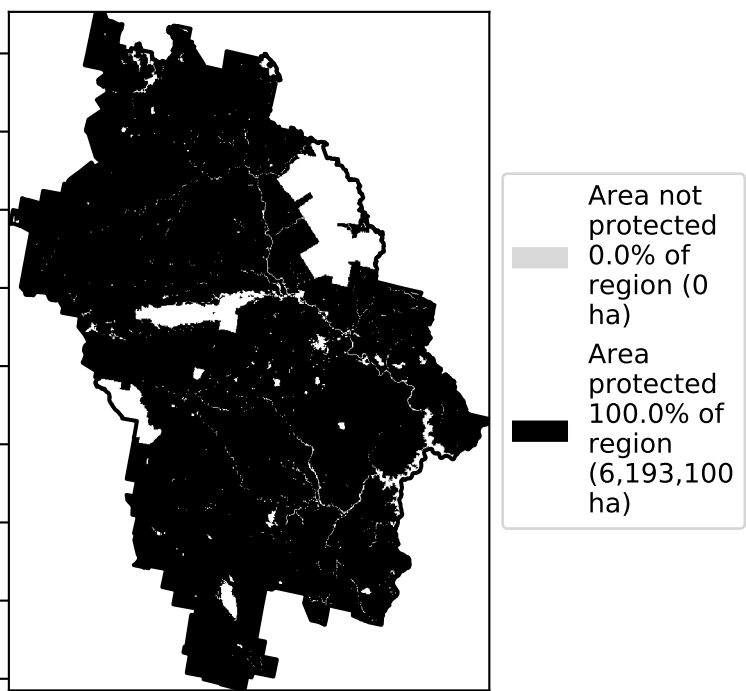 Area not
protected
0.0% of
region (0
ha)
Area
protected
100.0% of
region
(6,193,100
ha)